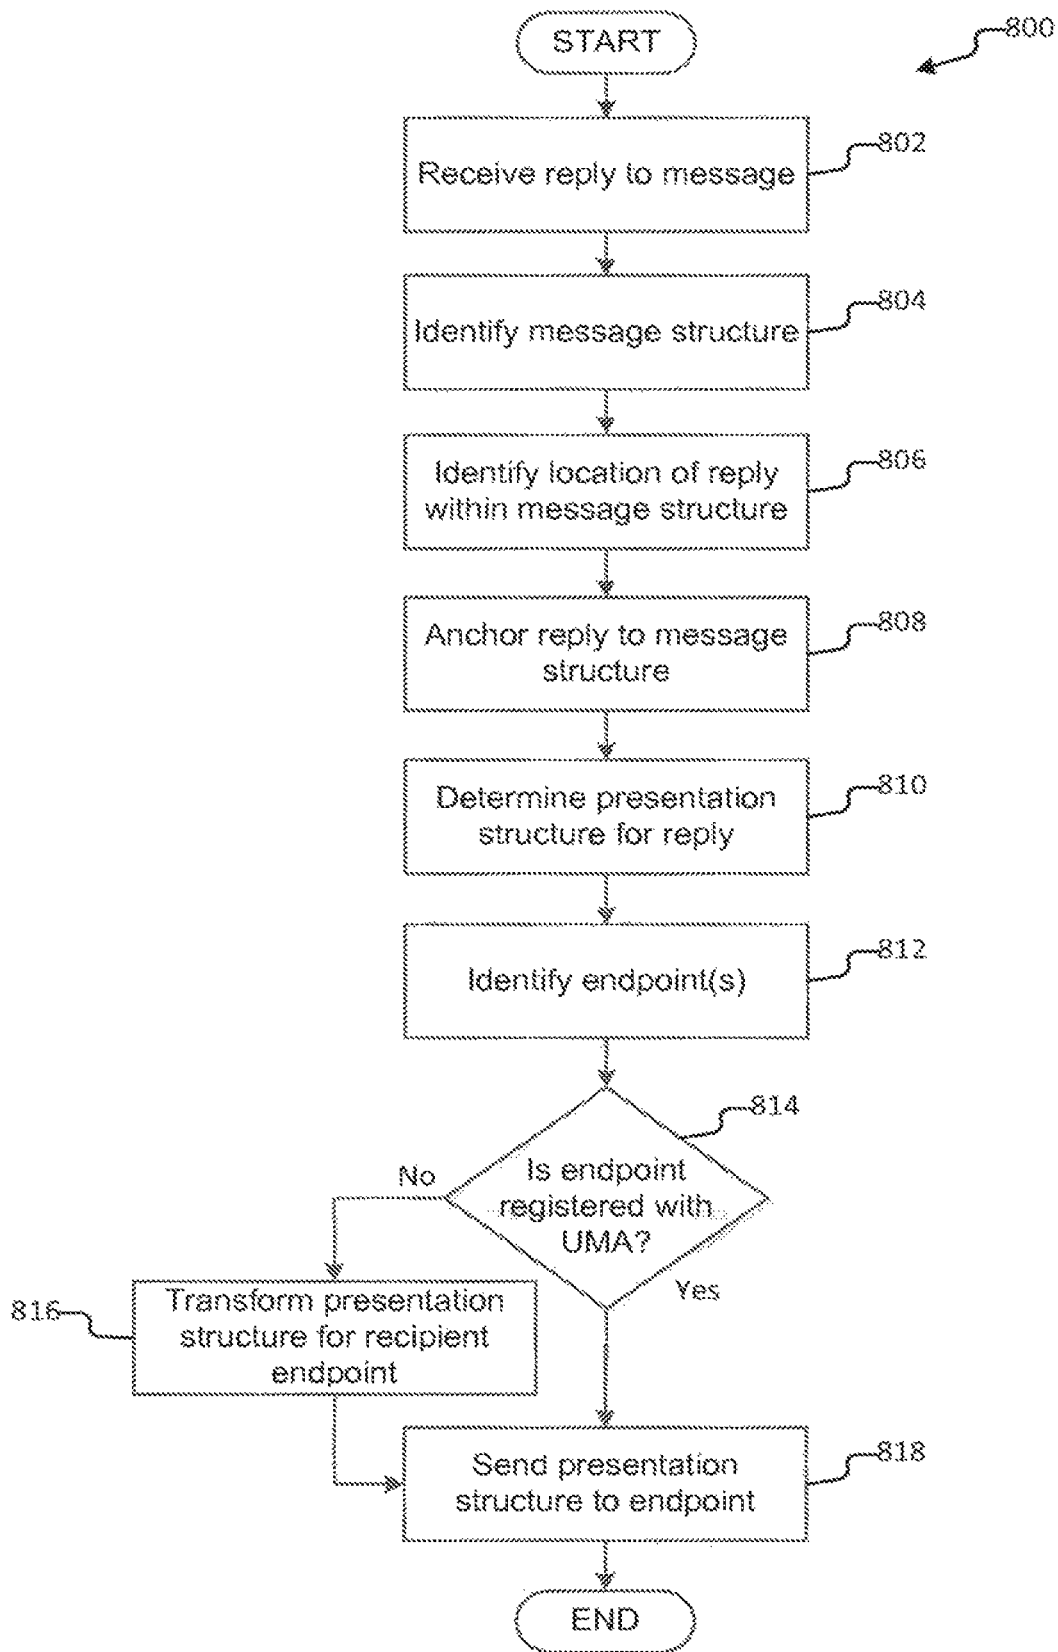 START
800
Receive reply to message
802
Identify message structure
804
Identify location of reply
within message structure
806
Anchor reply to message
structure
808
Determine presentation
structure for reply
810
Identify endpoint(s)
812
Is endpoint
registered with
UMA?
814
No
Yes
Transform presentation
structure for recipient
endpoint
816
Send presentation
structure to endpoint
818
END